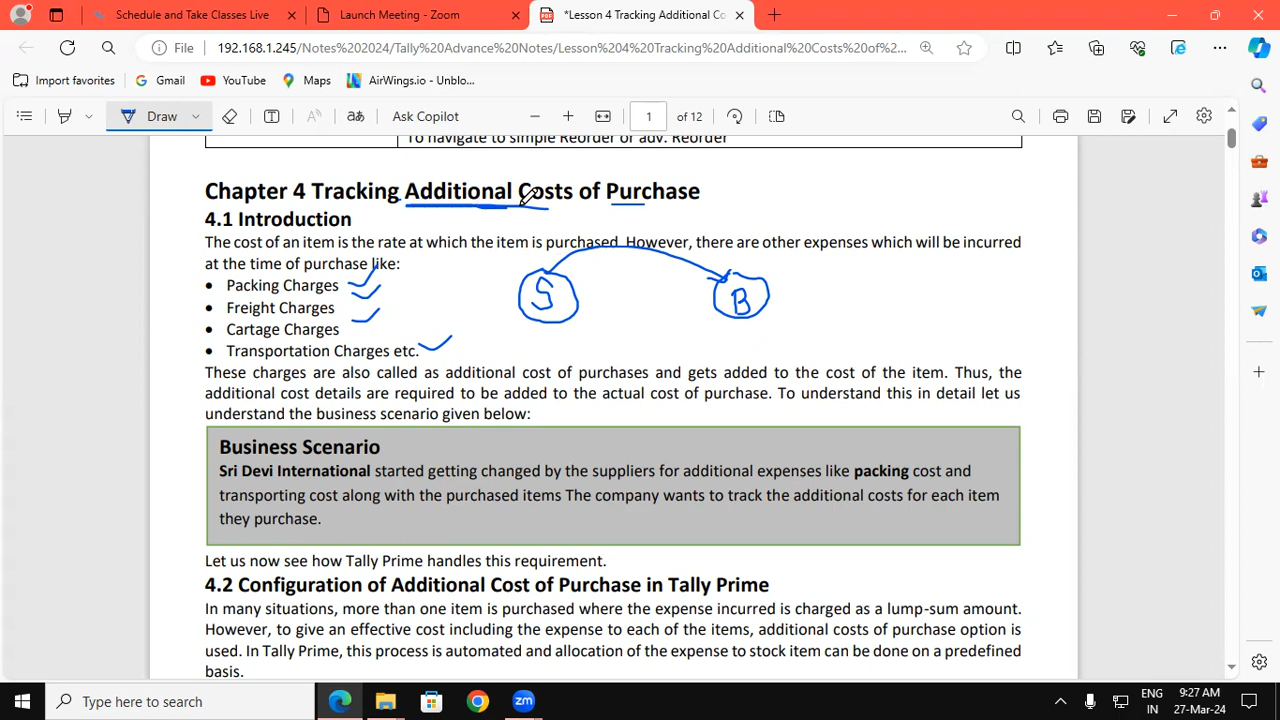 Schedule and Take Classes Live
Launch Meeting - Zoom
*Lesson 4 Tracking Additional Co
File
192.168.1.245/Notes%202024/Tally%20Advance%20Notes/Lesson%204%20Tracking%20Additional%20Costs%20of%20...
Import favorites
Gmail
YouTube
Maps
AirWings.io - Unblo...
Draw
Ask Copilot
1
of 12
To navigate to simple Reorder or adv. Reorder
Chapter 4 Tracking Additional Costs of Purchase
4.1 Introduction
The cost of an item is the rate at which the item is purchased. However, there are other expenses which will be incurred
at the time of purchase like:
• Packing Charges
• Freight Charges
• Cartage Charges
• Transportation Charges etc.
S
B
These charges are also called as additional cost of purchases and gets added to the cost of the item. Thus, the
additional cost details are required to be added to the actual cost of purchase. To understand this in detail let us
understand the business scenario given below:
Business Scenario
Sri Devi International started getting changed by the suppliers for additional expenses like packing cost and
transporting cost along with the purchased items The company wants to track the additional costs for each item
they purchase.
Let us now see how Tally Prime handles this requirement.
4.2 Configuration of Additional Cost of Purchase in Tally Prime
In many situations, more than one item is purchased where the expense incurred is charged as a lump-sum amount.
However, to give an effective cost including the expense to each of the items, additional costs of purchase option is
used. In Tally Prime, this process is automated and allocation of the expense to stock item can be done on a predefined
basis.
Type here to search
ENG
IN
9:27 AM
27-Mar-24